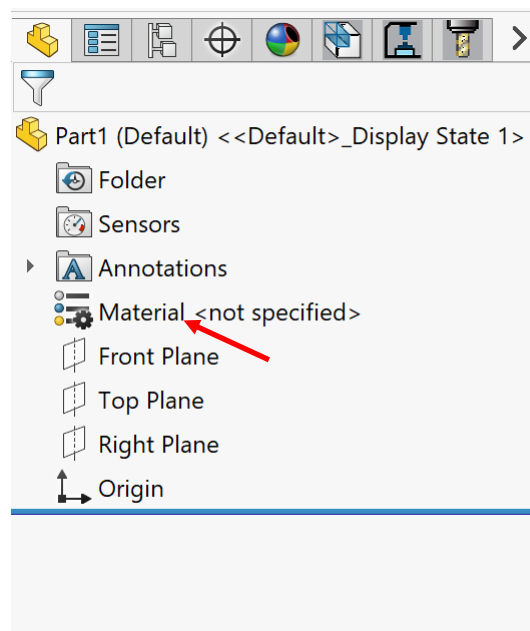 Part1 (Default) <<Default>_Display State 1>
Folder
Sensors
Annotations
Material <not specified>
Front Plane
Top Plane
Right Plane
Origin